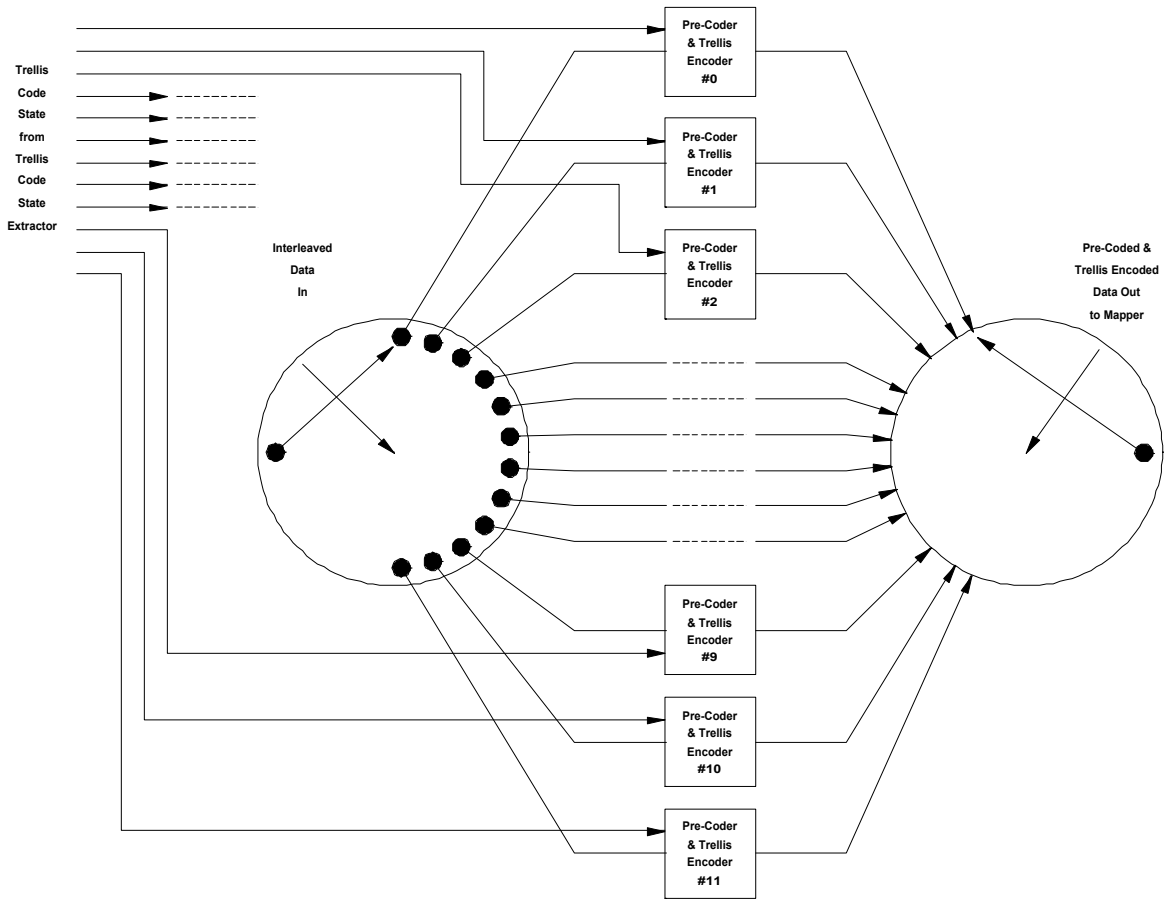 Pre-Coder
& Trellis
Encoder
#0
Trellis
Code
State
from
Trellis
Code
State
Extractor
Pre-Coder
& Trellis
Encoder
#1
Interleaved
Data
In
Pre-Coder
& Trellis
Encoder
#2
Pre-Coded &
Trellis Encoded
Data Out
to Mapper
Pre-Coder
& Trellis
Encoder
#9
Pre-Coder
& Trellis
Encoder
#10
Pre-Coder
& Trellis
Encoder
#11